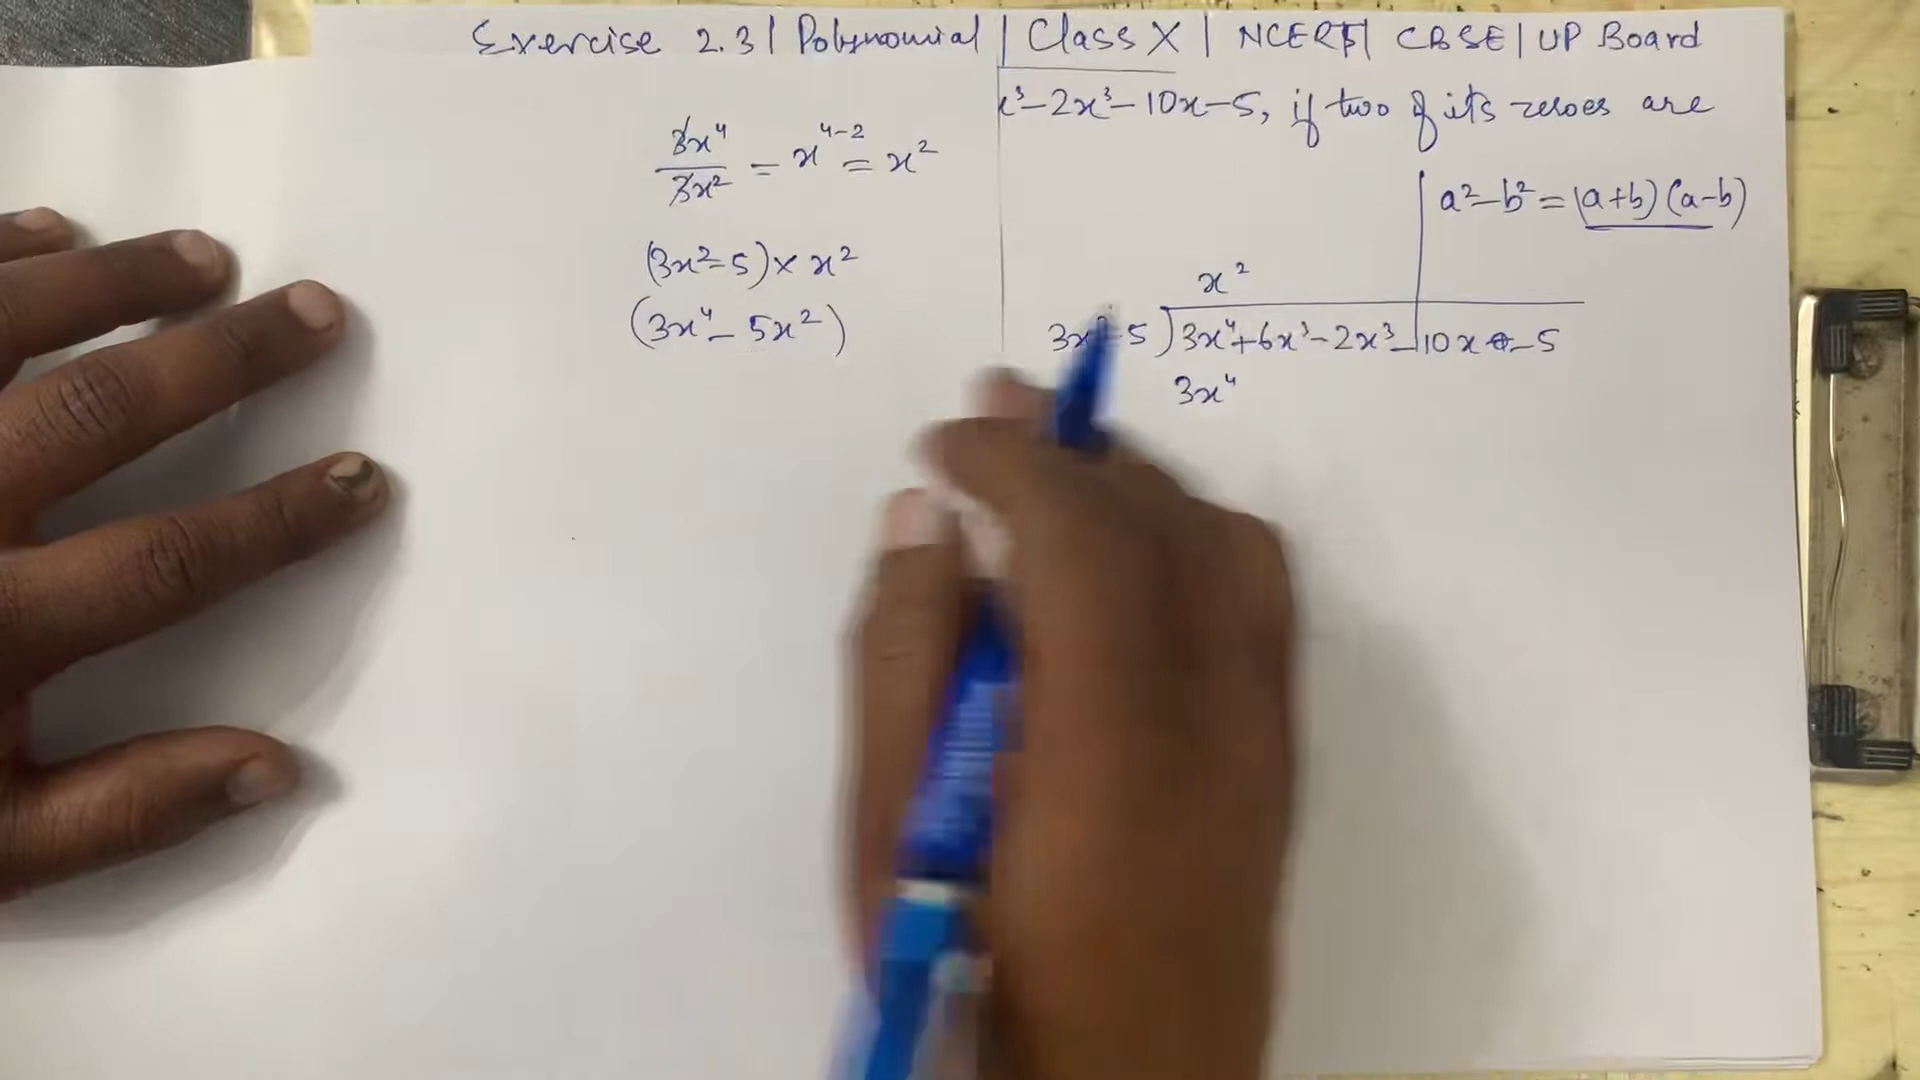 Exercise 2.3 | Polynomial | Class X | NCERT | CBSE | UP Board
x³-2x³-10x-5, if two of its zeroes are
3x⁴/3x² = x⁴⁻² = x²
a²-b² = (a+b)(a-b)
(3x²-5)×x²
(3x⁴-5x²)
x²
3x²-5)3x⁴+6x³-2x³-10x-5
3x⁴